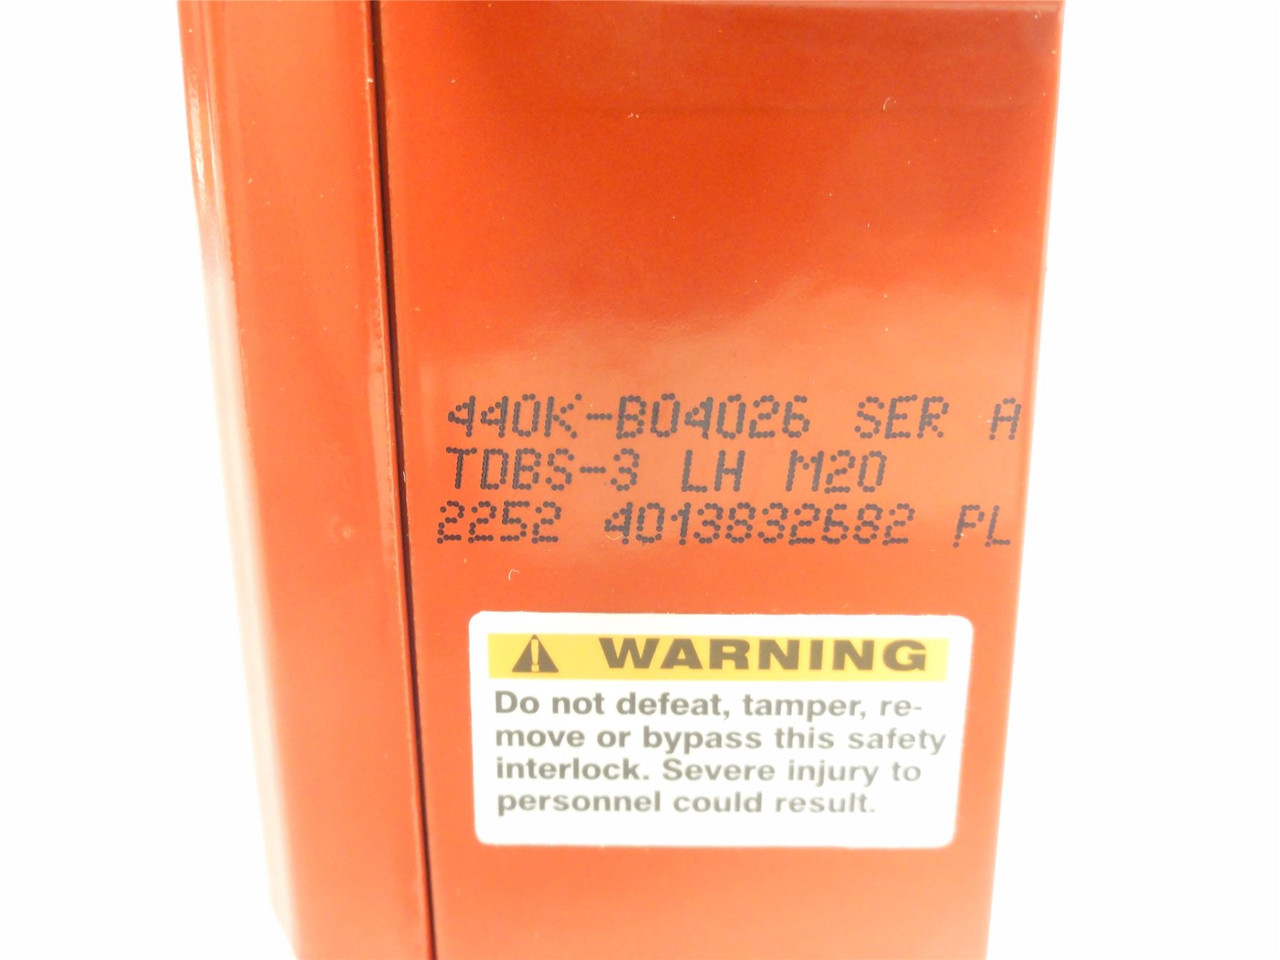 440K-B04026 SER A
TDBS-3 LH M20
2252 4013832682 PL
WARNING
Do not defeat, tamper, re-
move or bypass this safety
interlock. Severe injury to
personnel could result.